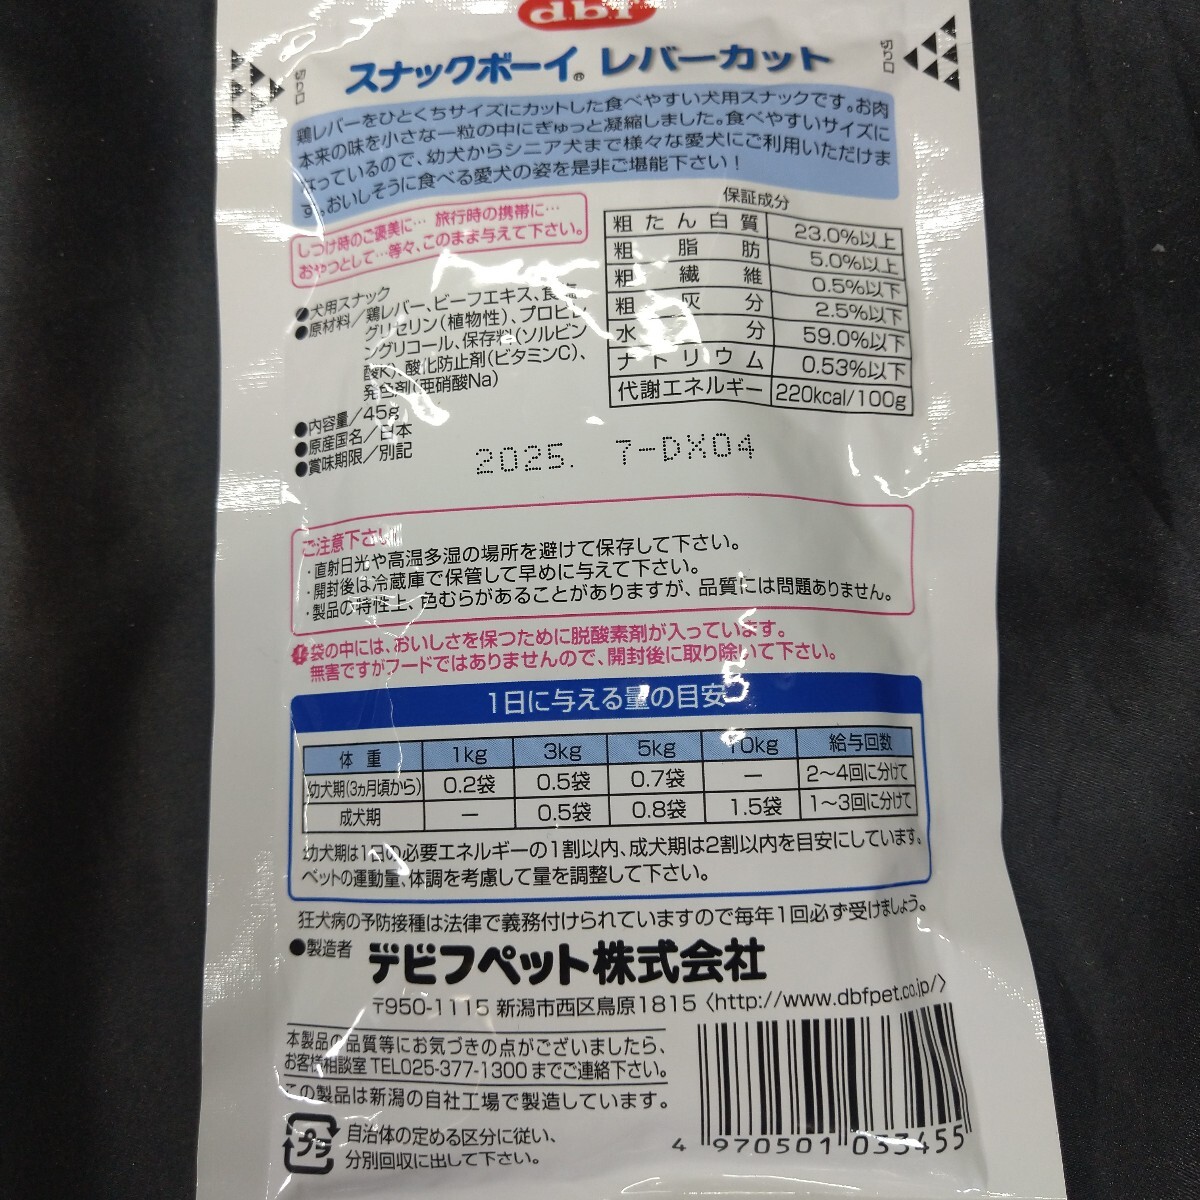 dbf
切り口
切り口
スナックボーイ® レバーカット
鶏レバーをひとくちサイズにカットした食べやすい犬用スナックです。お肉
本来の味を小さな一粒の中にぎゅっと凝縮しました。食べやすいサイズに
なっているので、幼犬からシニア犬まで様々な愛犬にご利用いただけま
す。おいしそうに食べる愛犬の姿を是非ご堪能下さい!
しつけ時のご褒美に… 旅行時の携帯に…
おやつとして…等々、このまま与えて下さい。
保証成分
粗たん白質 23.0%以上
粗脂肪 5.0%以上
粗繊維 0.5%以下
粗灰分 2.5%以下
水分 59.0%以下
ナトリウム 0.53%以下
代謝エネルギー 220kcal/100g
●犬用スナック
●原材料/鶏レバー、ビーフエキス、食塩、
グリセリン(植物性)、プロピレ
ングリコール、保存料(ソルビン
酸K)、酸化防止剤(ビタミンC)、
発色剤(亜硝酸Na)
●内容量/45g
●原産国名/日本
●賞味期限/別記
2025. 7-DX04
ご注意下さい
・直射日光や高温多湿の場所を避けて保存して下さい。
・開封後は冷蔵庫で保管して早めに与えて下さい。
・製品の特性上、色むらがあることがありますが、品質には問題ありません。
袋の中には、おいしさを保つために脱酸素剤が入っています。
無害ですがフードではありませんので、開封後に取り除いて下さい。
1日に与える量の目安
体重 1kg 3kg 5kg 10kg 給与回数
幼犬期(3ヵ月頃から) 0.2袋 0.5袋 0.7袋 — 2〜4回に分けて
成犬期 — 0.5袋 0.8袋 1.5袋 1〜3回に分けて
幼犬期は1日の必要エネルギーの1割以内、成犬期は2割以内を目安にしています。
ペットの運動量、体調を考慮して量を調整して下さい。
狂犬病の予防接種は法律で義務付けられていますので毎年1回必ず受けましょう。
●製造者 デビフペット株式会社
〒950-1115 新潟市西区鳥原1815〈http://www.dbfpet.co.jp/〉
本製品の品質等にお気づきの点がございましたら、
お客様相談室 TEL025-377-1300 までご連絡下さい。
この製品は新潟の自社工場で製造しています。
プラ
自治体の定める区分に従い、
分別回収に出して下さい。
4 970501 033455